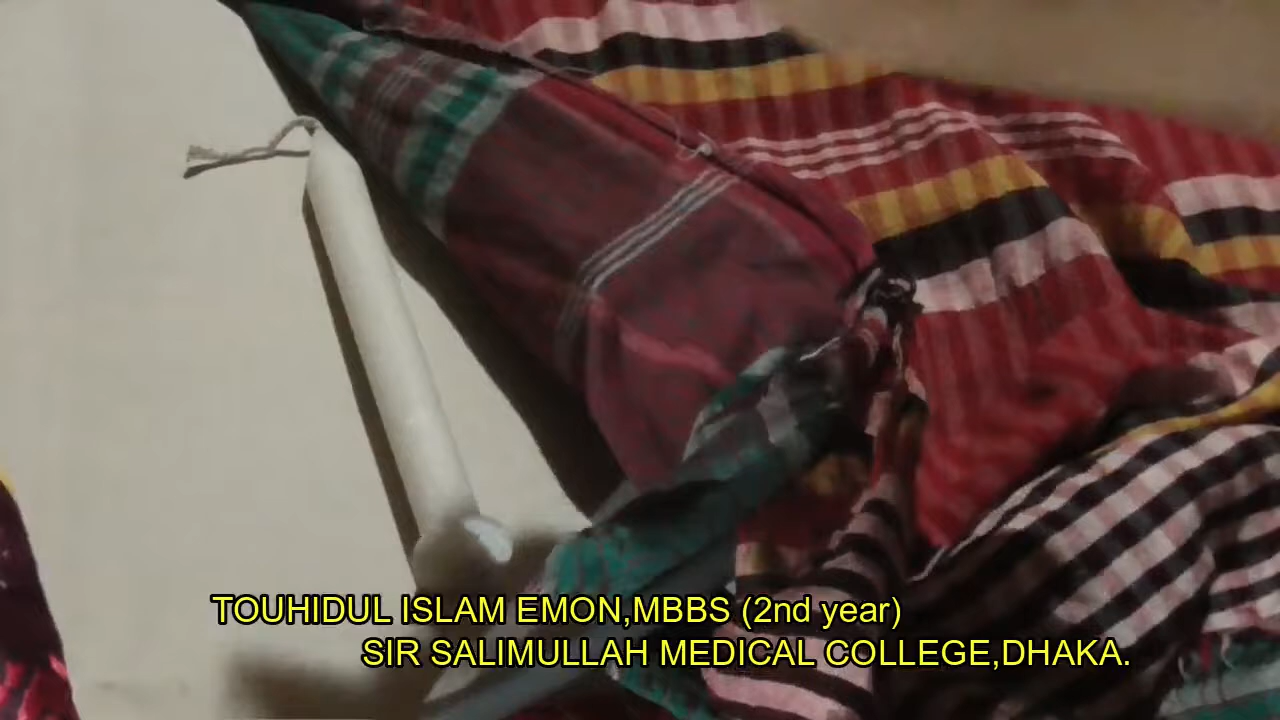 TOUHIDUL ISLAM EMON,MBBS (2nd year)
SIR SALIMULLAH MEDICAL COLLEGE,DHAKA.